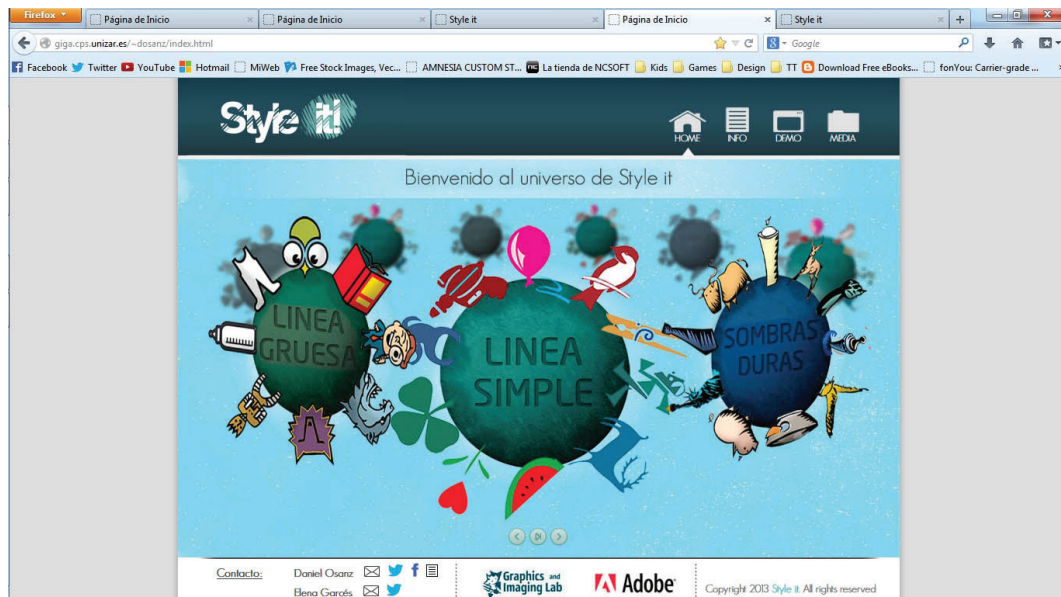 Firefox
Página de Inicio
Página de Inicio
Style it
Página de Inicio
Style it
giga.cps.unizar.es/~dosanz/index.html
Google
Facebook Twitter YouTube Hotmail MiWeb Free Stock Images, Vec... AMNESIA CUSTOM ST... La tienda de NCSOFT Kids Games Design TT Download Free eBooks... fonYou: Carrier-grade ...
Style it!
HOME INFO DEMO MEDIA
Bienvenido al universo de Style it
LINEA
GRUESA
LINEA
SIMPLE
SOMBRAS
DURAS
Contacto: Daniel Osanz
Elena Garcés
Graphics and
Imaging Lab
Adobe
Copyright 2013 Style it. All rights reserved